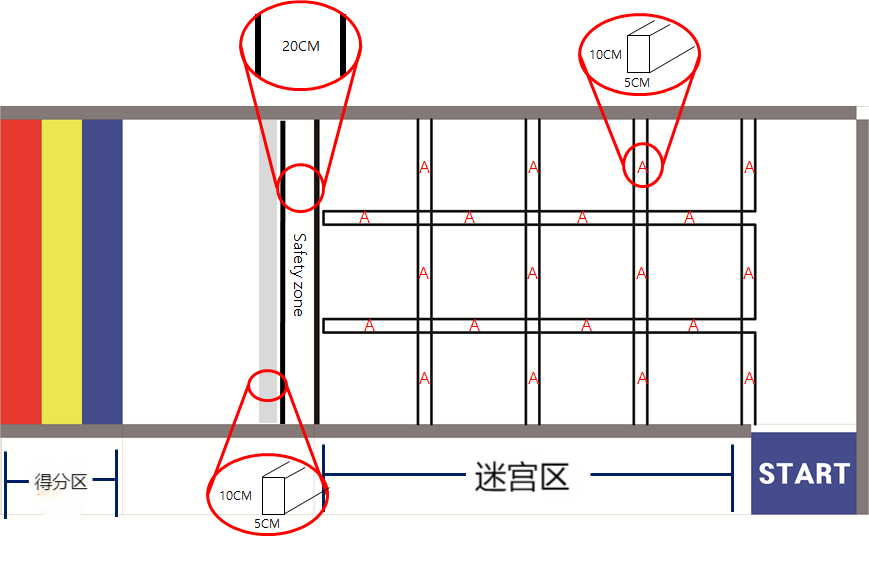 20CM
10CM
5CM
A A A A
A A A A
Safety zone
A A A A
A A A A
A A A A
10CM
5CM
得分区
迷宫区
START